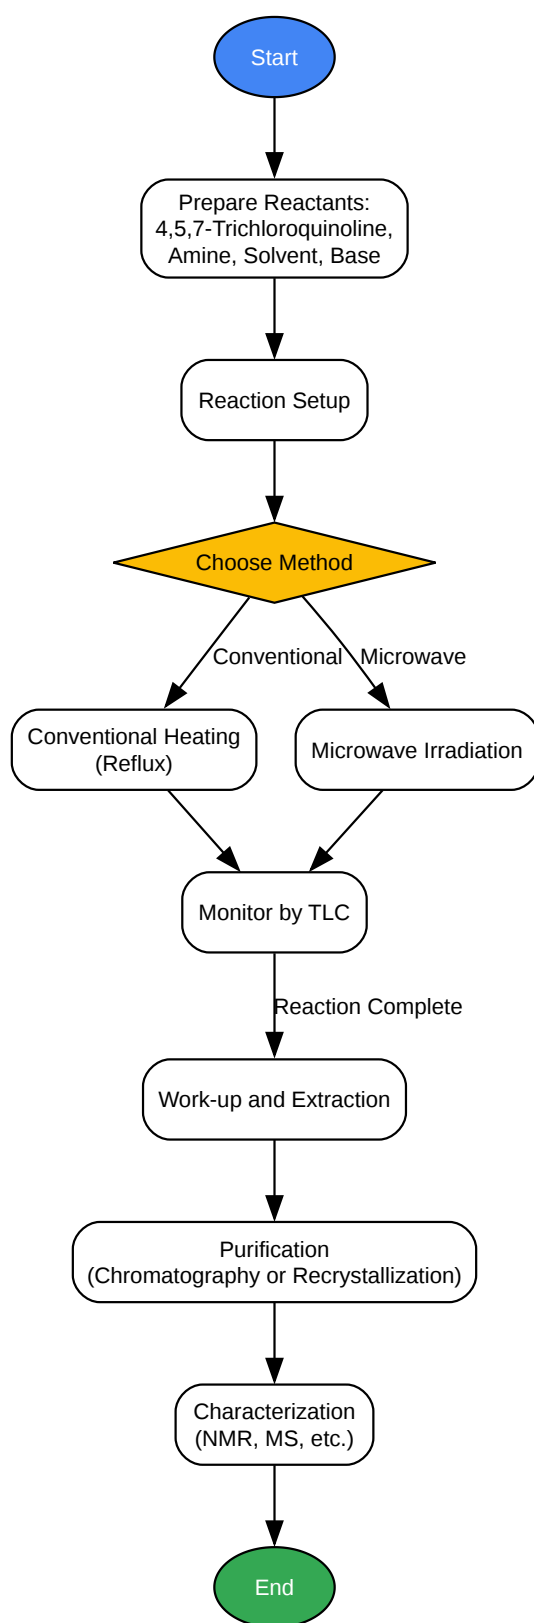 Start
Prepare Reactants:
4,5,7-Trichloroquinoline,
Amine, Solvent, Base
Reaction Setup
Choose Method
Conventional
Microwave
Conventional Heating
(Reflux)
Microwave Irradiation
Monitor by TLC
Reaction Complete
Work-up and Extraction
Purification
(Chromatography or Recrystallization)
Characterization
(NMR, MS, etc.)
End